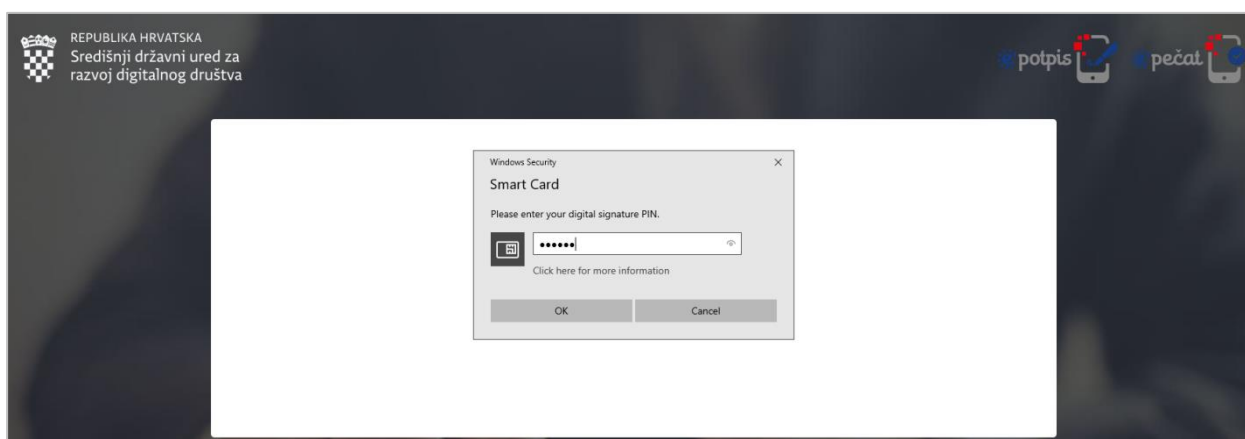 REPUBLIKA HRVATSKA
Središnji državni ured za
razvoj digitalnog društva
e potpis
e pečat
Windows Security
Smart Card
Please enter your digital signature PIN.
••••••
Click here for more information
OK
Cancel